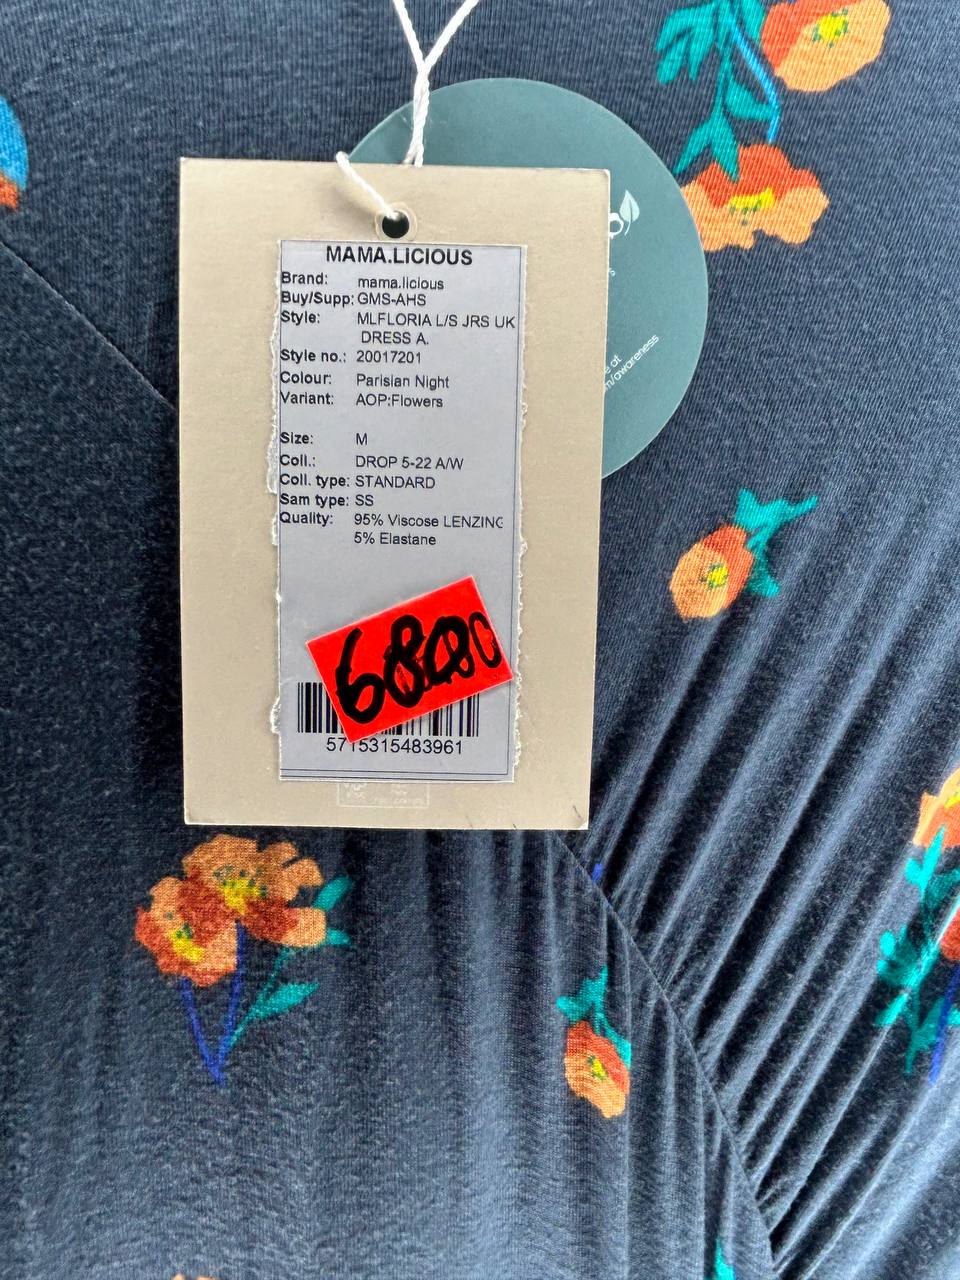 MAMA.LICIOUS
Brand: mama.licious
Buy/Supp: GMS-AHS
Style: MLFLORIA L/S JRS UK
DRESS A.
Style no.: 20017201
Colour: Parisian Night
Variant: AOP:Flowers
Size: M
Coll.: DROP 5-22 A/W
Coll. type: STANDARD
Sam type: SS
Quality: 95% Viscose LENZING
5% Elastane
5715315483961
e at
m/awareness